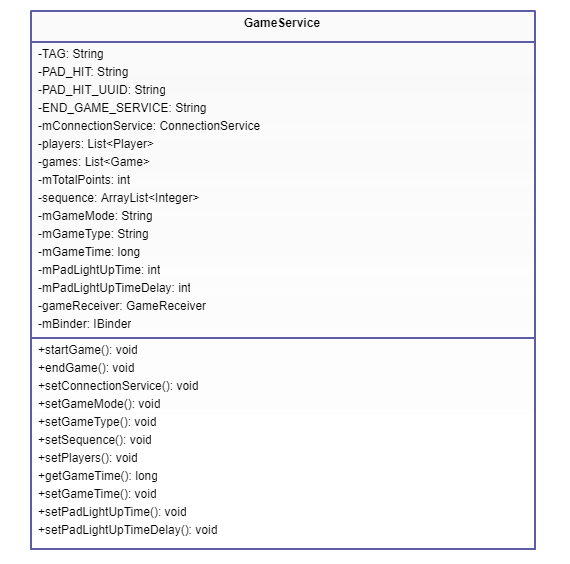 GameService
-TAG: String
-PAD_HIT: String
-PAD_HIT_UUID: String
-END_GAME_SERVICE: String
-mConnectionService: ConnectionService
-players: List<Player>
-games: List<Game>
-mTotalPoints: int
-sequence: ArrayList<Integer>
-mGameMode: String
-mGameType: String
-mGameTime: long
-mPadLightUpTime: int
-mPadLightUpTimeDelay: int
-gameReceiver: GameReceiver
-mBinder: IBinder
+startGame(): void
+endGame(): void
+setConnectionService(): void
+setGameMode(): void
+setGameType(): void
+setSequence(): void
+setPlayers(): void
+getGameTime(): long
+setGameTime(): void
+setPadLightUpTime(): void
+setPadLightUpTimeDelay(): void